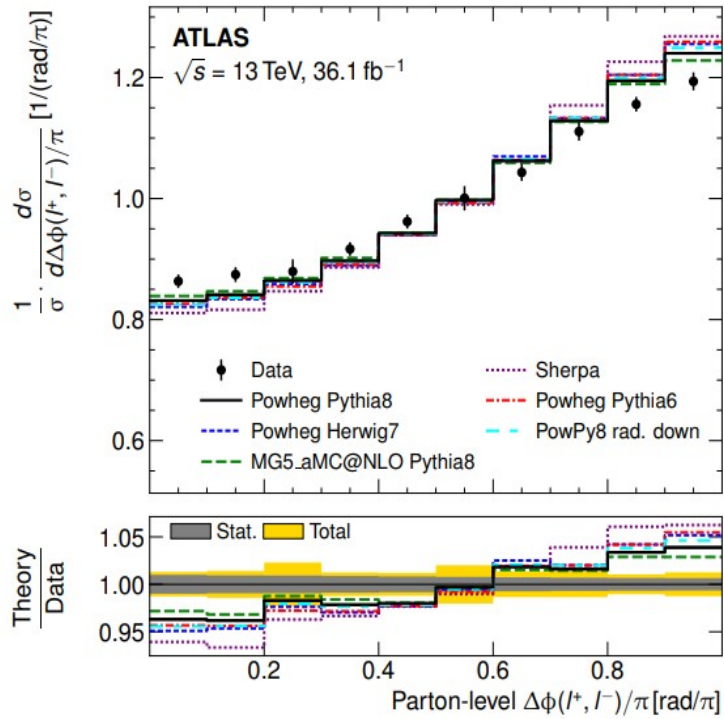 ATLAS
√s = 13 TeV, 36.1 fb⁻¹
1/σ · dσ/dΔϕ(l⁺, l⁻)/π [1/(rad/π)]
1.2
1.0
0.8
0.6
Data
Powheg Pythia8
Powheg Herwig7
MG5_aMC@NLO Pythia8
Sherpa
Powheg Pythia6
PowPy8 rad. down
Theory/Data
1.05
1.00
0.95
Stat.
Total
0.2 0.4 0.6 0.8
Parton-level Δϕ(l⁺, l⁻)/π [rad/π]